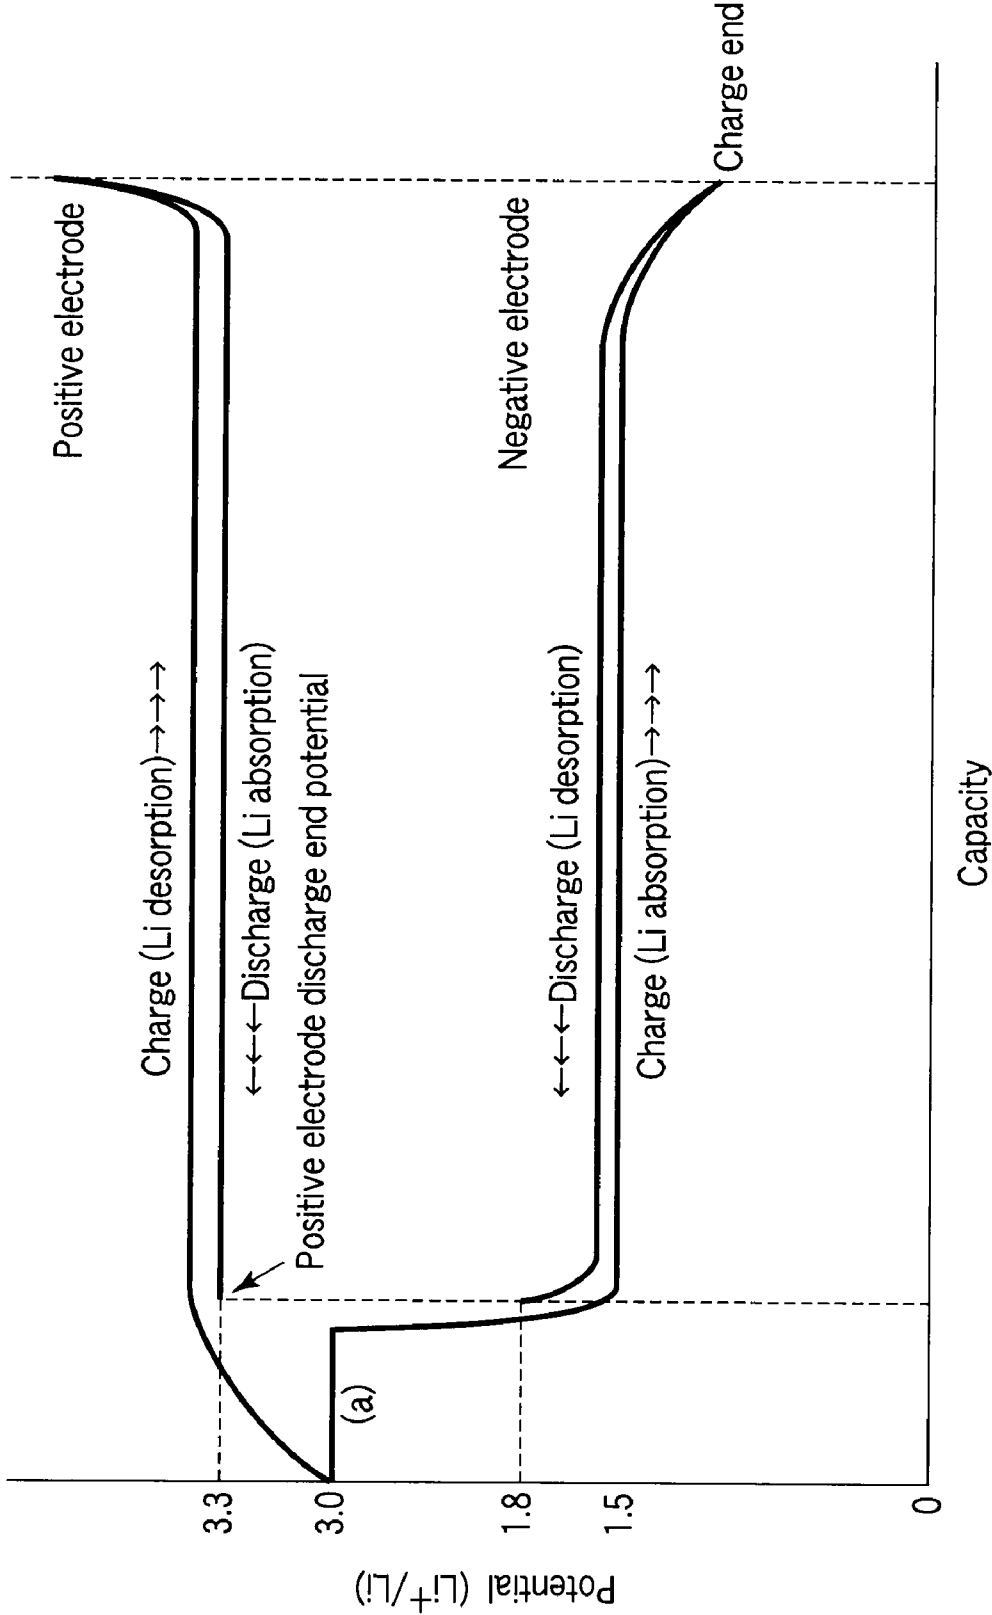 Positive electrode
Charge (Li desorption)→→→
←←←Discharge (Li absorption)
Positive electrode discharge end potential
Negative electrode
←←←Discharge (Li desorption)
Charge (Li absorption)→→→
Charge end
(a)
3.3
3.0
1.8
1.5
0
Potential (Li⁺/Li)
Capacity